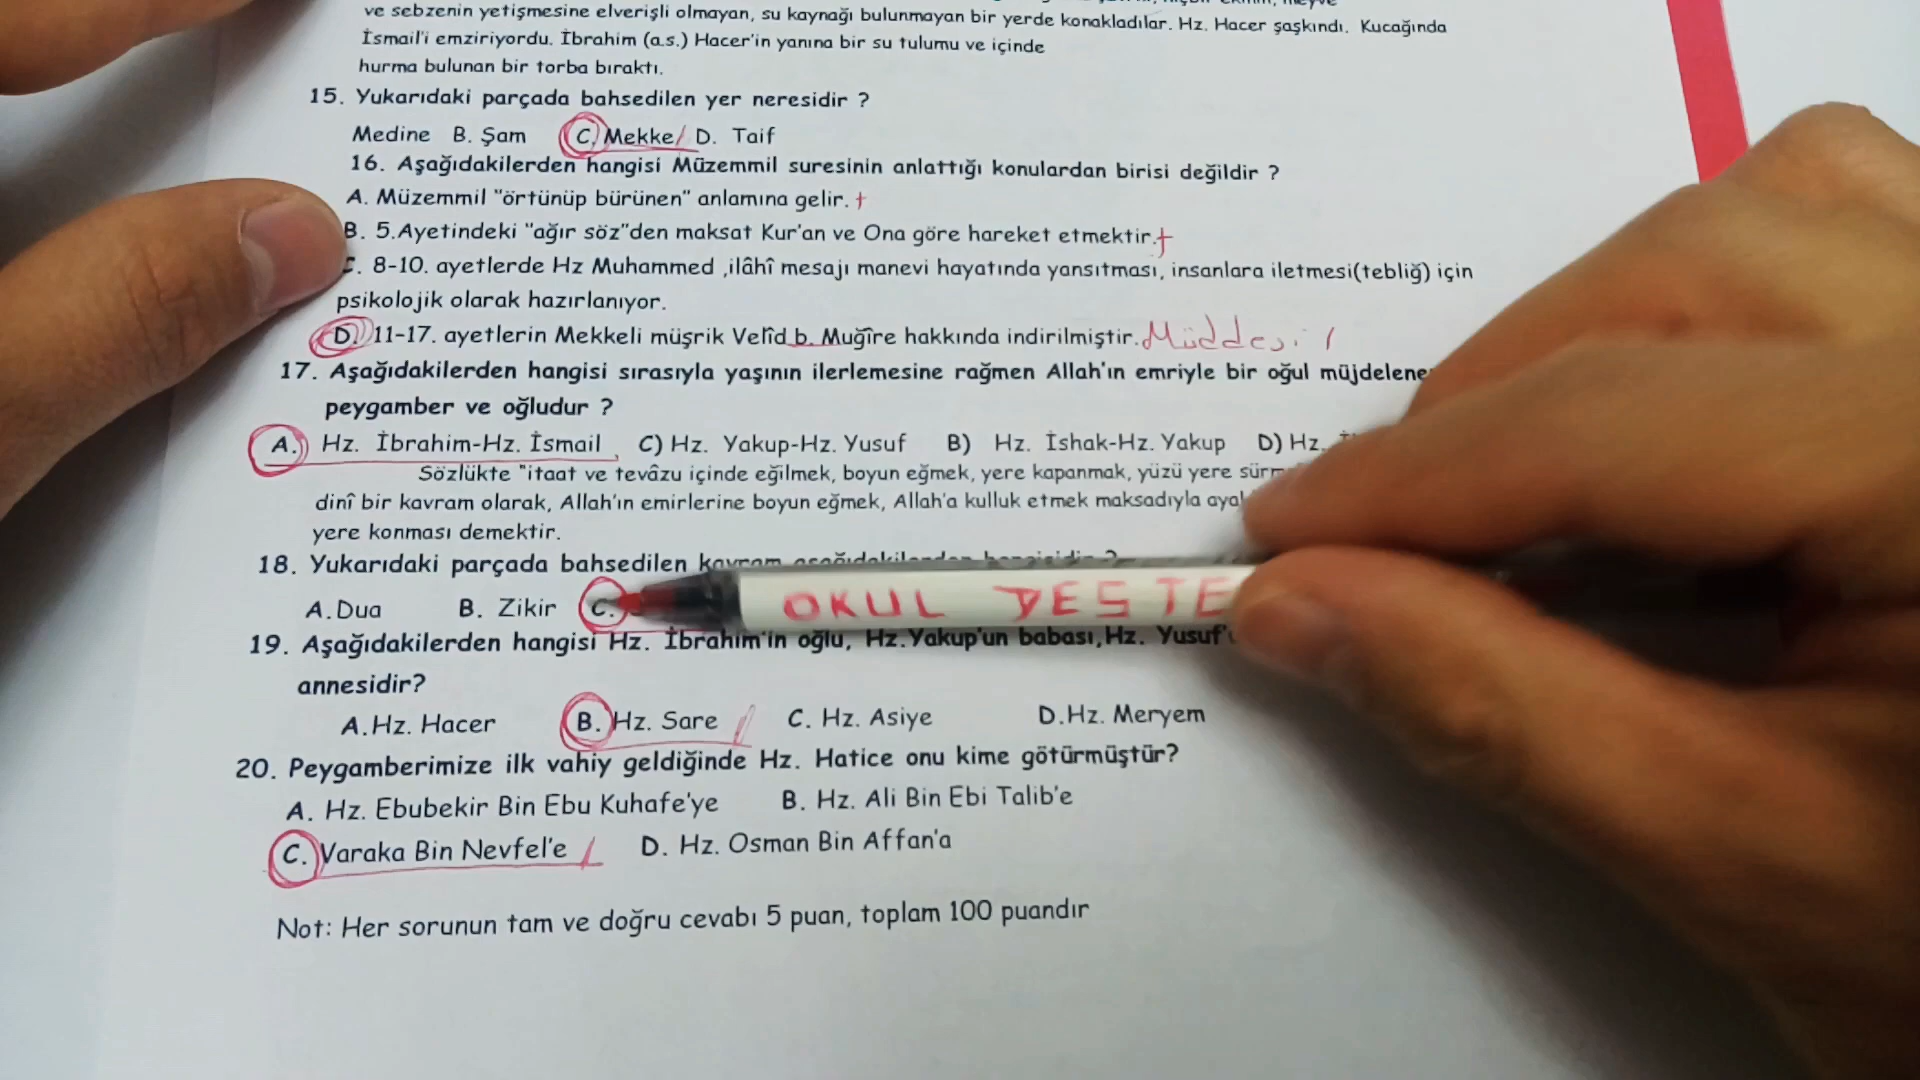 ve sebzenin yetişmesine elverişli olmayan, su kaynağı bulunmayan bir yerde konakladılar. Hz. Hacer şaşkındı. Kucağında
İsmail'i emziriyordu. İbrahim (a.s.) Hacer'in yanına bir su tulumu ve içinde
hurma bulunan bir torba bıraktı.
15. Yukarıdaki parçada bahsedilen yer neresidir ?
Medine B. Şam C. Mekke D. Taif
16. Aşağıdakilerden hangisi Müzemmil suresinin anlattığı konulardan birisi değildir ?
A. Müzemmil "örtünüp bürünen" anlamına gelir. +
B. 5.Ayetindeki "ağır söz"den maksat Kur'an ve Ona göre hareket etmektir. +
C. 8-10. ayetlerde Hz Muhammed ,ilâhî mesajı manevi hayatında yansıtması, insanlara iletmesi(tebliğ) için
psikolojik olarak hazırlanıyor.
D. 11-17. ayetlerin Mekkeli müşrik Velîd b. Muğîre hakkında indirilmiştir. Müddesir
17. Aşağıdakilerden hangisi sırasıyla yaşının ilerlemesine rağmen Allah'ın emriyle bir oğul
peygamber ve oğludur ?
A. Hz. İbrahim-Hz. İsmail C) Hz. Yakup-Hz. Yusuf B) Hz. İshak-Hz. Yakup D) Hz.
Sözlükte "itaat ve tevâzu içinde eğilmek, boyun eğmek, yere kapanmak, yüzü yere
dinî bir kavram olarak, Allah'ın emirlerine boyun eğmek, Allah'a kulluk etmek maksadıyla
yere konması demektir.
18. Yukarıdaki parçada bahsedilen kavram aşağıdakilerden hangisidir ?
A.Dua B. Zikir C.
OKUL DESTE
19. Aşağıdakilerden hangisi Hz. İbrahim'in oğlu, Hz.Yakup'un babası,Hz.
annesidir?
A.Hz. Hacer B. Hz. Sare C. Hz. Asiye D.Hz. Meryem
20. Peygamberimize ilk vahiy geldiğinde Hz. Hatice onu kime götürmüştür?
A. Hz. Ebubekir Bin Ebu Kuhafe'ye B. Hz. Ali Bin Ebi Talib'e
C. Varaka Bin Nevfel'e D. Hz. Osman Bin Affan'a
Not: Her sorunun tam ve doğru cevabı 5 puan, toplam 100 puandır